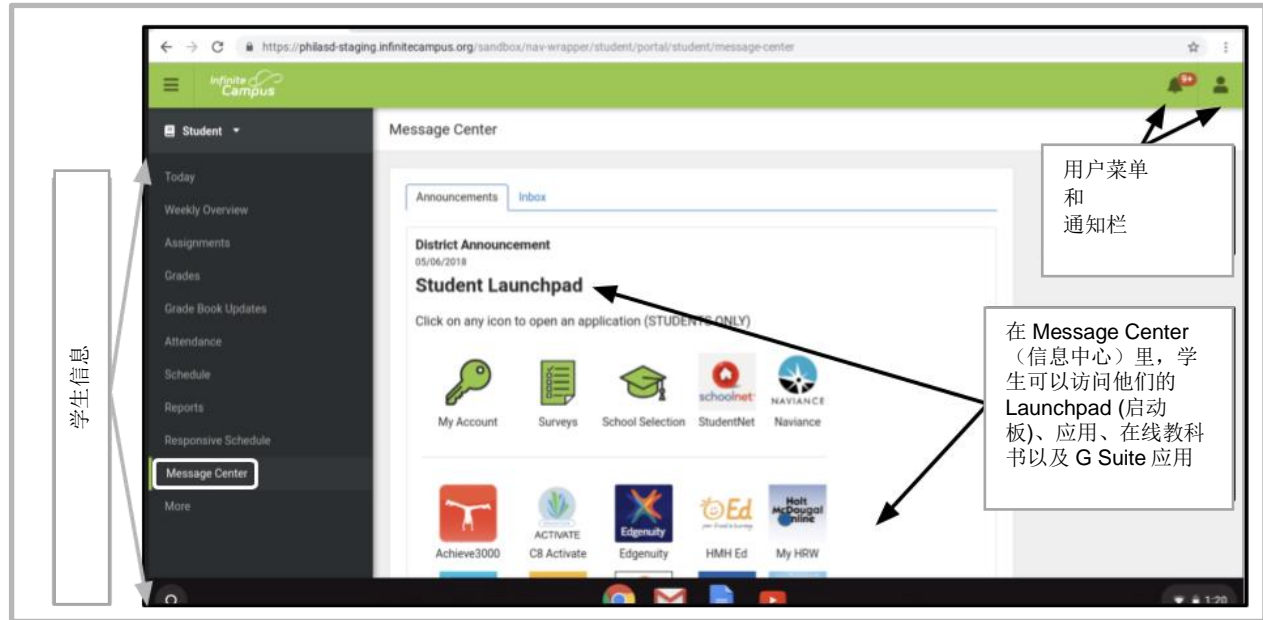 https://philasd-staging.infinitecampus.org/sandbox/nav-wrapper/student/portal/student/message-center
Infinite
Campus
9+
Student
Message Center
Today
Weekly Overview
Assignments
Grades
Grade Book Updates
Attendance
Schedule
Reports
Responsive Schedule
Message Center
More
学生信息
Announcements
Inbox
District Announcement
05/06/2018
Student Launchpad
Click on any icon to open an application (STUDENTS ONLY)
schoolnet
NAVIANCE
My Account
Surveys
School Selection
StudentNet
Naviance
ACTIVATE
Edgenuity
Ed
Holt
McDougal
Online
Achieve3000
C8 Activate
Edgenuity
HMH Ed
My HRW
用户菜单
和
通知栏
在 Message Center
（信息中心）里，学
生可以访问他们的
Launchpad (启动
板)、应用、在线教科
书以及 G Suite 应用
1:20